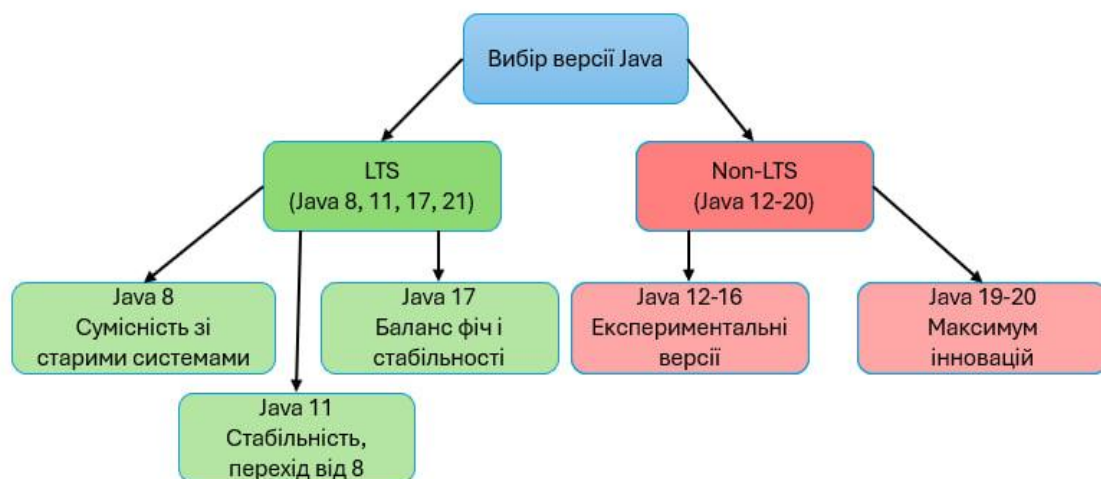 Вибір версії Java
LTS
(Java 8, 11, 17, 21)
Non-LTS
(Java 12-20)
Java 8
Сумісність зі
старими системами
Java 17
Баланс фіч і
стабільності
Java 12-16
Експериментальні
версії
Java 19-20
Максимум
інновацій
Java 11
Стабільність,
перехід від 8